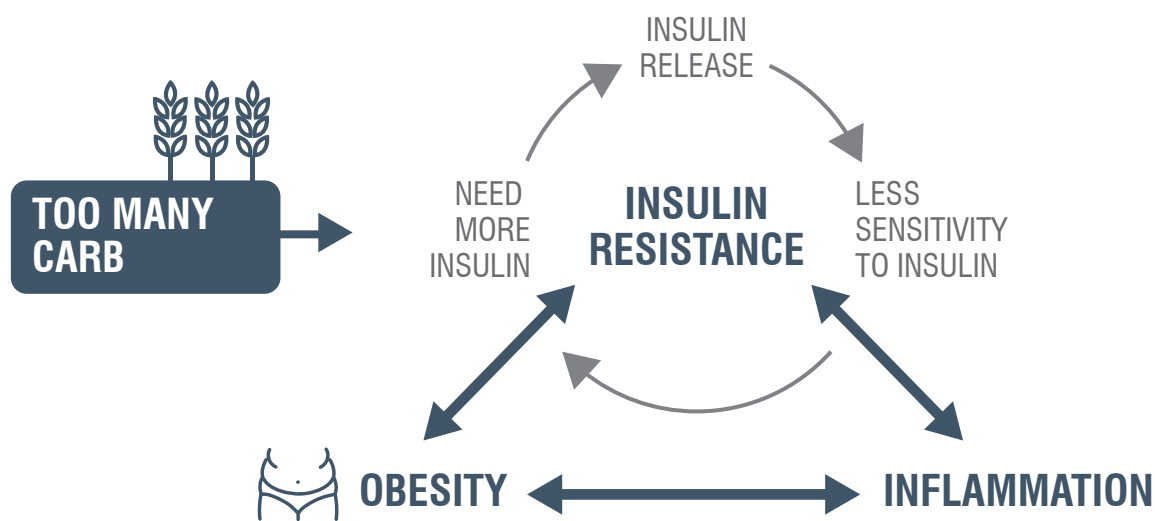 INSULIN
RELEASE
TOO MANY
CARB
NEED
MORE
INSULIN
INSULIN
RESISTANCE
LESS
SENSITIVITY
TO INSULIN
OBESITY
INFLAMMATION